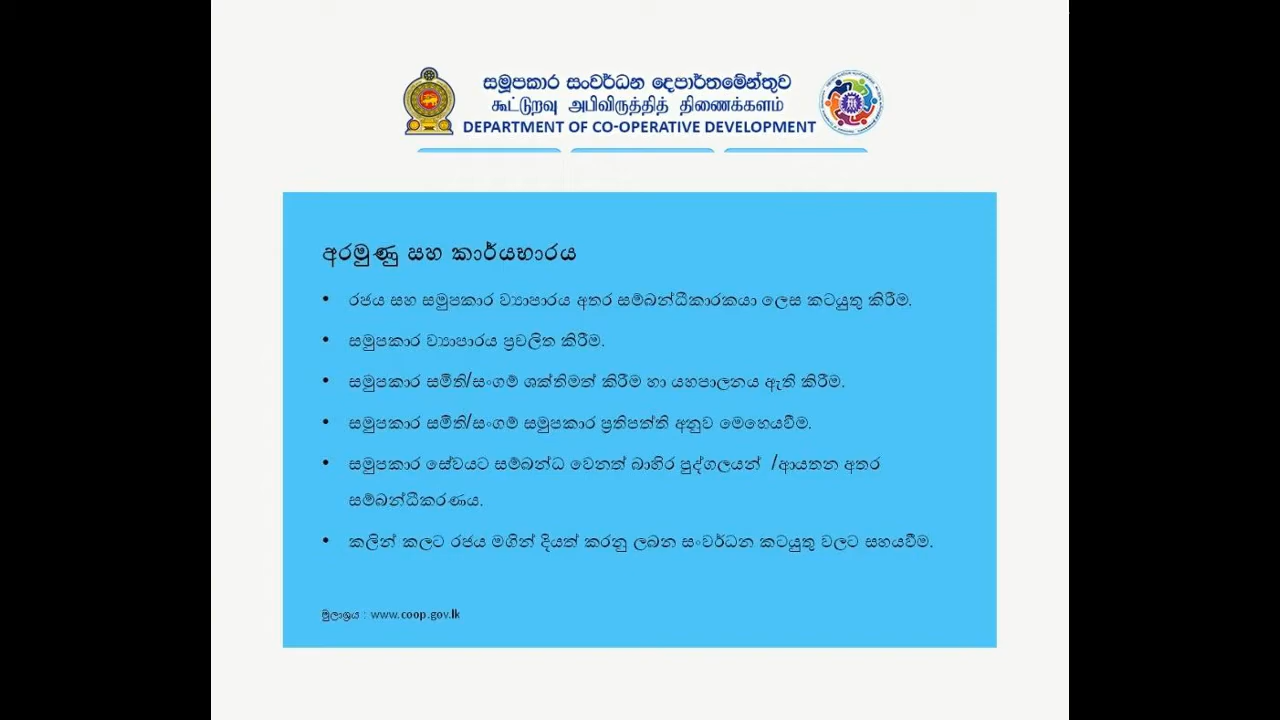 සමූපකාර සංවර්ධන දෙපාර්තමේන්තුව
கூட்டுறவு அபிவிருத்தித் திணைக்களம்
DEPARTMENT OF CO-OPERATIVE DEVELOPMENT
අරමුණු සහ කාර්යභාරය
• රජය සහ සමුපකාර ව්‍යාපාරය අතර සම්බන්ධීකාරකයා ලෙස කටයුතු කිරීම.
• සමුපකාර ව්‍යාපාරය ප්‍රචලිත කිරීම.
• සමුපකාර සමිති/සංගම් ශක්තිමත් කිරීම හා යහපාලනය ඇති කිරීම.
• සමුපකාර සමිති/සංගම් සමුපකාර ප්‍රතිපත්ති අනුව මෙහෙයවීම.
• සමුපකාර සේවයට සම්බන්ධ වෙනත් බාහිර පුද්ගලයන් /ආයතන අතර
සම්බන්ධීකරණය.
• කලින් කලට රජය මගින් දියත් කරනු ලබන සංවර්ධන කටයුතු වලට සහයවීම.
මුලාශ්‍රය : www.coop.gov.lk